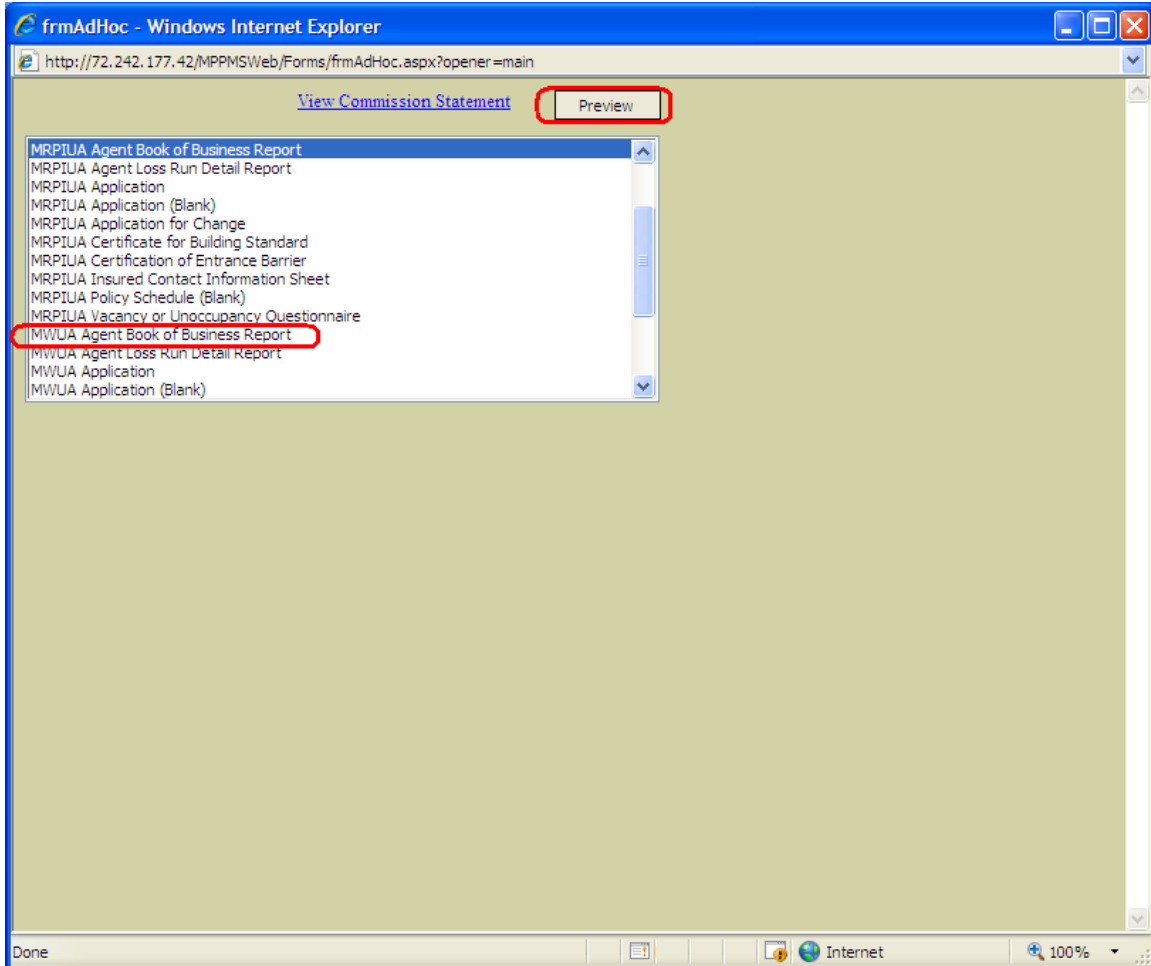 frmAdHoc - Windows Internet Explorer
http://72.242.177.42/MPPMSWeb/Forms/frmAdHoc.aspx?opener=main
View Commission Statement Preview
MRPIUA Agent Book of Business Report
MRPIUA Agent Loss Run Detail Report
MRPIUA Application
MRPIUA Application (Blank)
MRPIUA Application for Change
MRPIUA Certificate for Building Standard
MRPIUA Certification of Entrance Barrier
MRPIUA Insured Contact Information Sheet
MRPIUA Policy Schedule (Blank)
MRPIUA Vacancy or Unoccupancy Questionnaire
MWUA Agent Book of Business Report
MWUA Agent Loss Run Detail Report
MWUA Application
MWUA Application (Blank)
Done Internet 100%